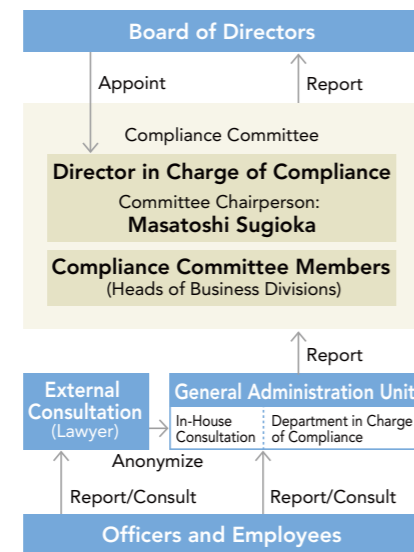 Board of Directors
Appoint
Report
Compliance Committee
Director in Charge of Compliance
Committee Chairperson:
Masatoshi Sugioka
Compliance Committee Members
(Heads of Business Divisions)
Report
External
Consultation
(Lawyer)
General Administration Unit
In-House
Consultation
Department in Charge
of Compliance
Anonymize
Report/Consult
Report/Consult
Officers and Employees